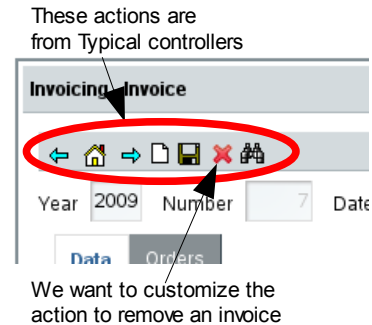 These actions are
from Typical controllers
Invoicing - Invoice
Year 2009 Number 7 Date
Data Orders
We want to customize the
action to remove an invoice